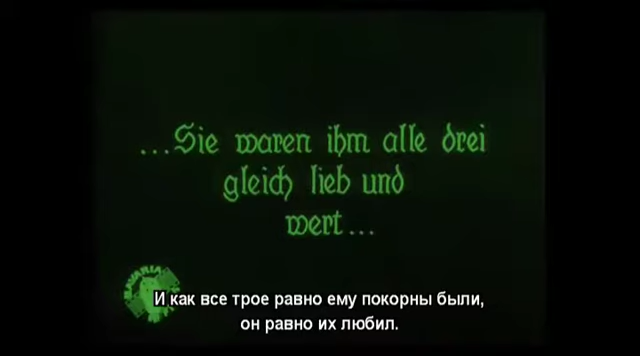 ...Sie waren ihm alle drei
gleich lieb und
wert...
BAVARIA
И как все трое равно ему покорны были,
он равно их любил.